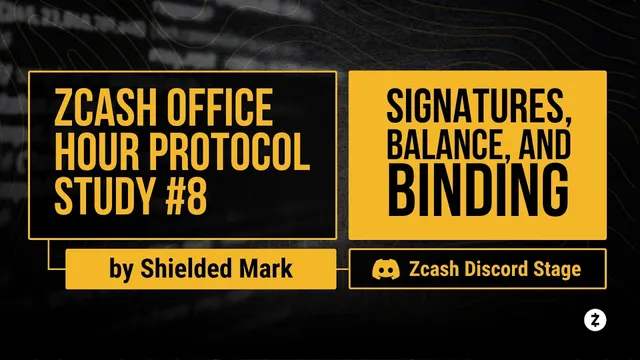 ZCASH OFFICE
HOUR PROTOCOL
STUDY #8
SIGNATURES,
BALANCE, AND
BINDING
by Shielded Mark
Zcash Discord Stage